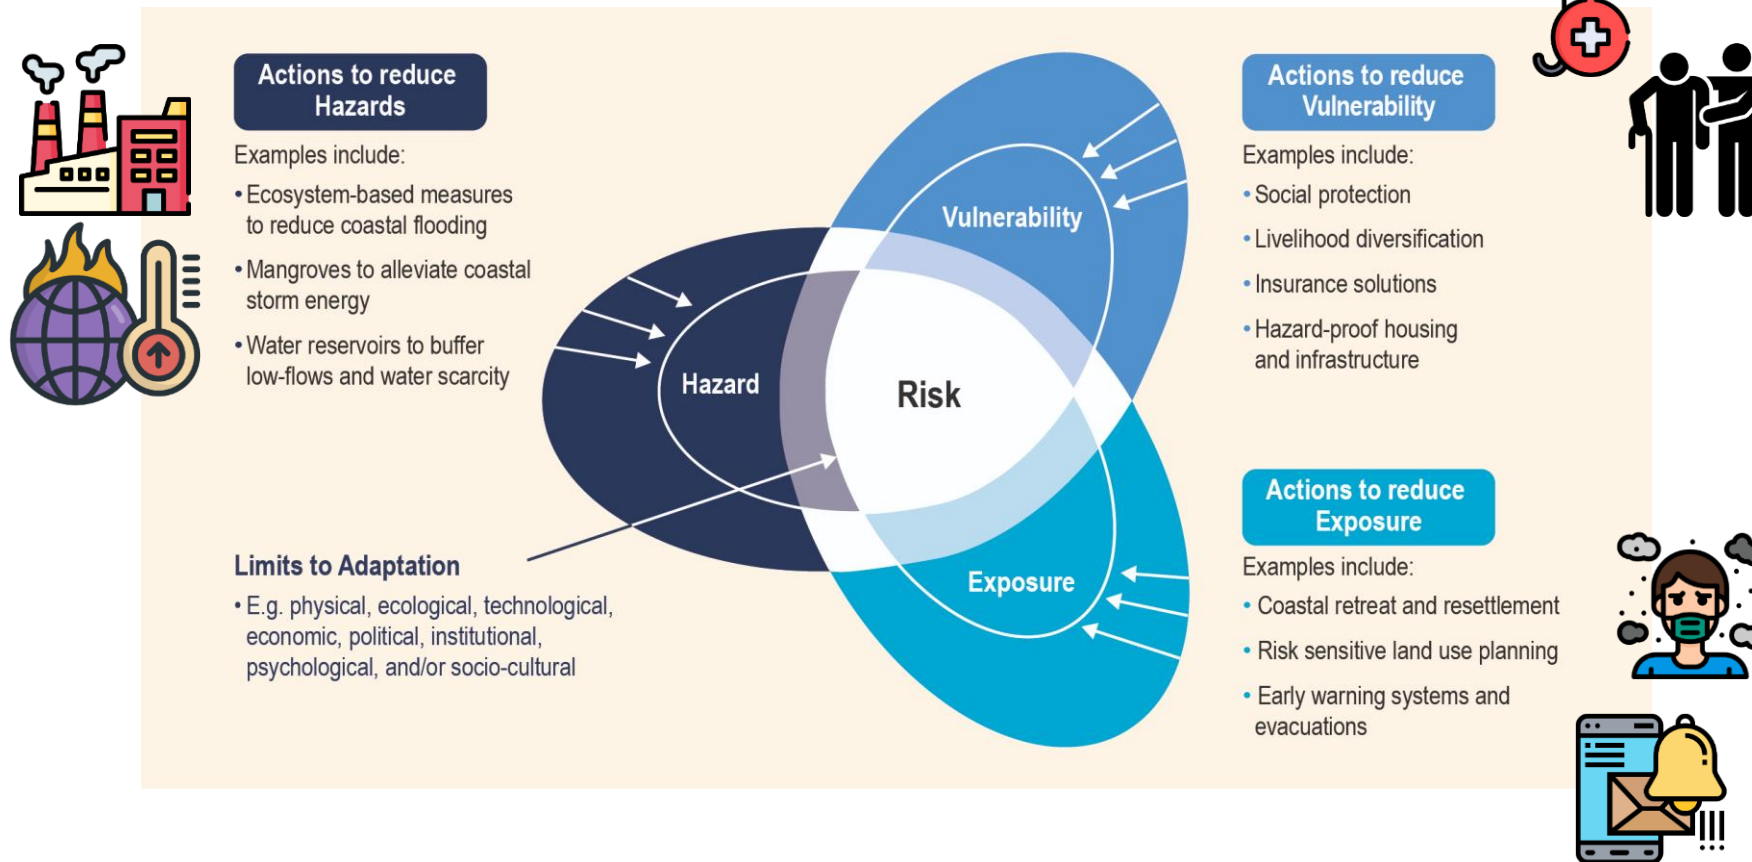 Actions to reduce
Hazards
Examples include:
• Ecosystem-based measures
to reduce coastal flooding
• Mangroves to alleviate coastal
storm energy
• Water reservoirs to buffer
low-flows and water scarcity
Limits to Adaptation
• E.g. physical, ecological, technological,
economic, political, institutional,
psychological, and/or socio-cultural
Vulnerability
Hazard
Risk
Exposure
Actions to reduce
Vulnerability
Examples include:
• Social protection
• Livelihood diversification
• Insurance solutions
• Hazard-proof housing
and infrastructure
Actions to reduce
Exposure
Examples include:
• Coastal retreat and resettlement
• Risk sensitive land use planning
• Early warning systems and
evacuations